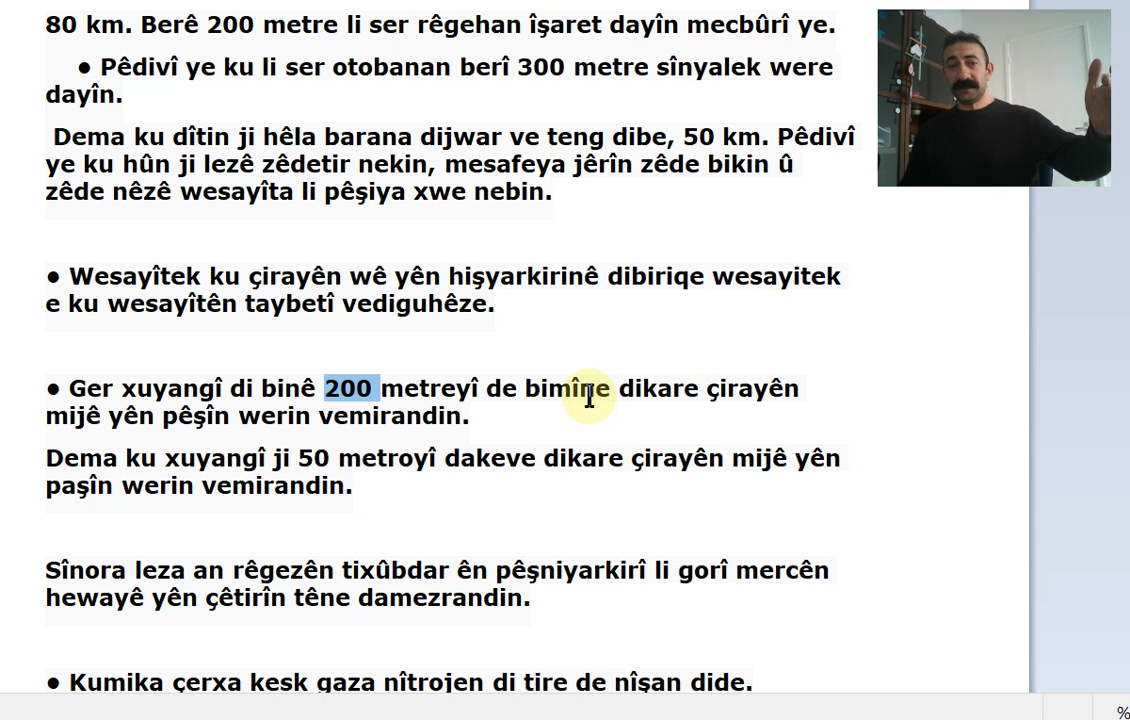 80 km. Berê 200 metre li ser rêgehan îşaret dayîn mecbûrî ye.
● Pêdivî ye ku li ser otobanan berî 300 metre sînyalek were
dayîn.
Dema ku dîtin ji hêla barana dijwar ve teng dibe, 50 km. Pêdivî
ye ku hûn ji lezê zêdetir nekin, mesafeya jêrîn zêde bikin û
zêde nêzê wesayîta li pêşiya xwe nebin.
● Wesayîtek ku çirayên wê yên hişyarkirinê dibiriqe wesayitek
e ku wesayîtên taybetî vediguhêze.
● Ger xuyangî di binê 200 metreyî de bimîne dikare çirayên
mijê yên pêşîn werin vemirandin.
Dema ku xuyangî ji 50 metroyî dakeve dikare çirayên mijê yên
paşîn werin vemirandin.
Sînora leza an rêgezên tixûbdar ên pêşniyarkirî li gorî mercên
hewayê yên çêtirîn têne damezrandin.
● Kumika çerxa kesk gaza nîtrojen di tire de nîşan dide.
%